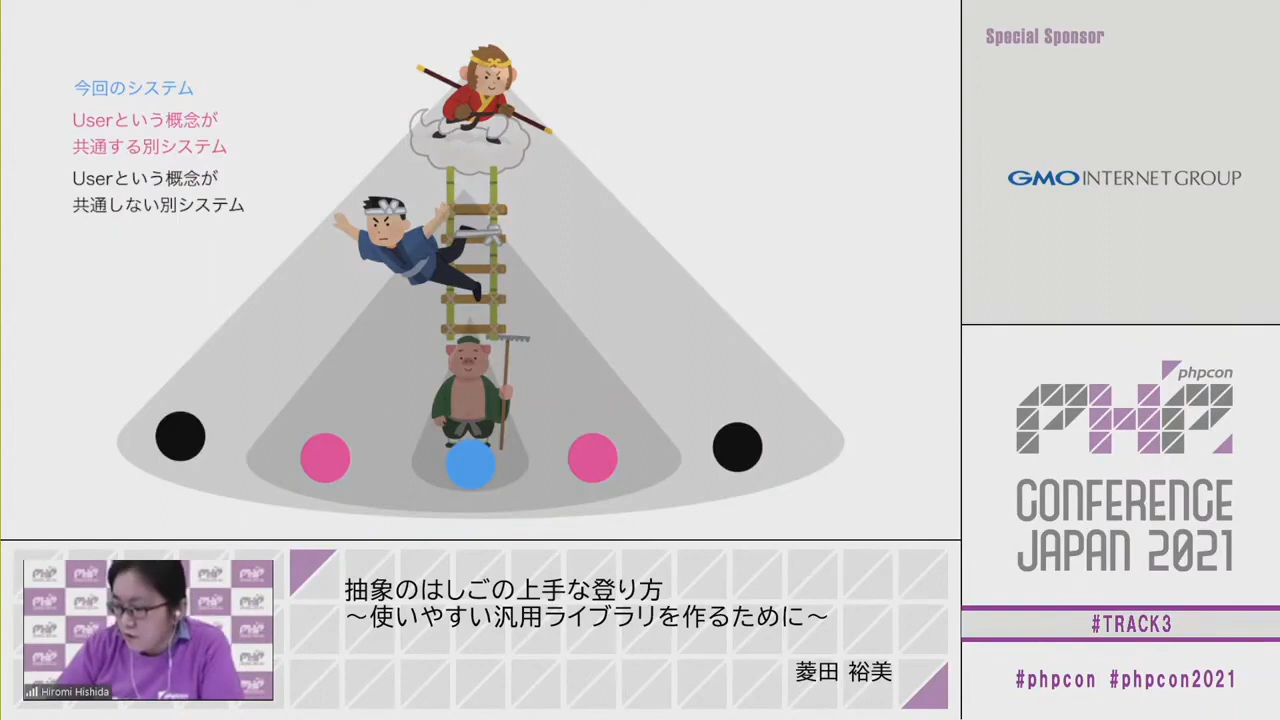 今回のシステム
Userという概念が
共通する別システム
Userという概念が
共通しない別システム
Special Sponsor
GMO INTERNET GROUP
phpcon
PHP
CONFERENCE
JAPAN 2021
#TRACK3
#phpcon #phpcon2021
抽象のはしごの上手な登り方
〜使いやすい汎用ライブラリを作るために〜
菱田 裕美
Hiromi Hishida